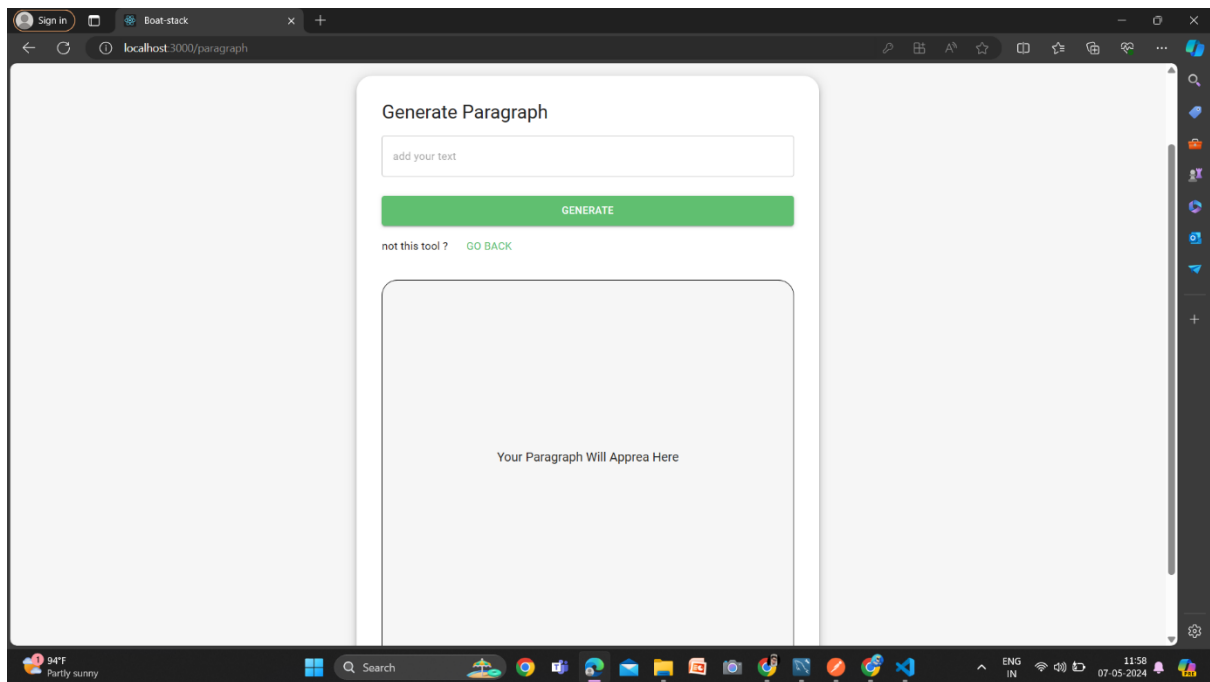 Sign in
Boat-stack
localhost:3000/paragraph
Generate Paragraph
add your text
GENERATE
not this tool ? GO BACK
Your Paragraph Will Apprea Here
1
94°F
Partly sunny
Search
ENG
IN
11:58
07-05-2024